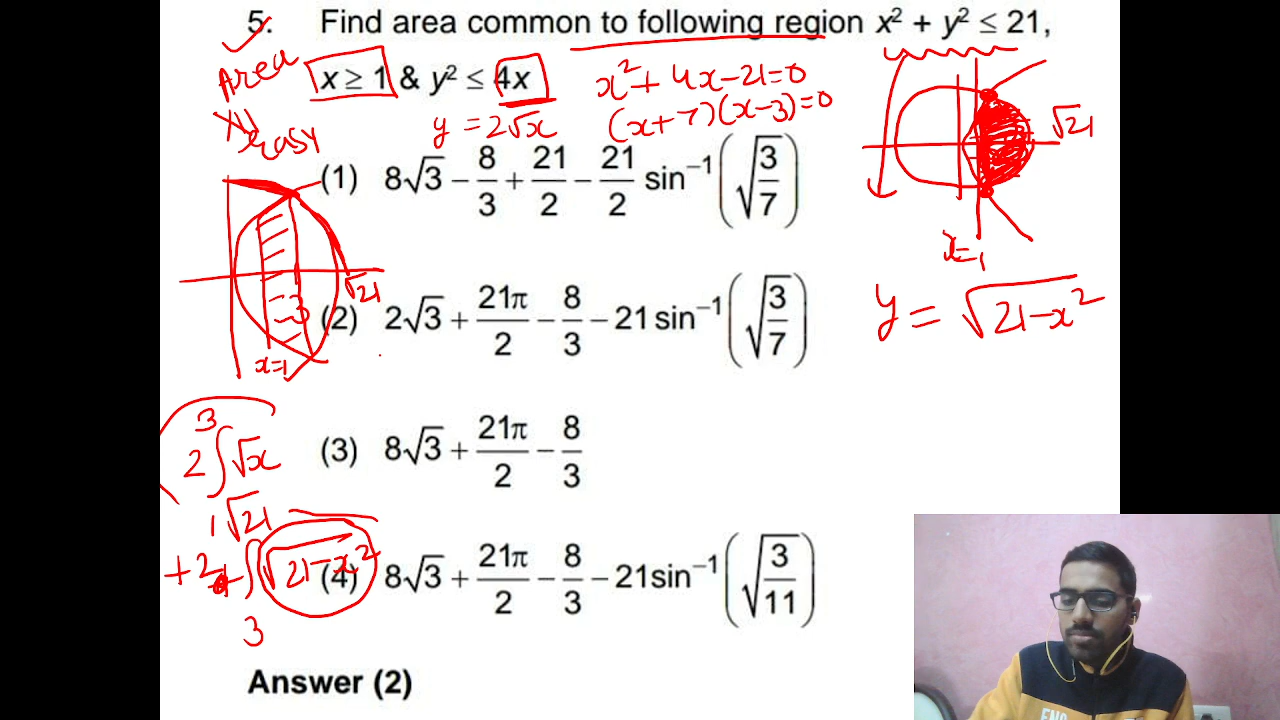 5. Find area common to following region x² + y² ≤ 21,
x ≥ 1 & y² ≤ 4x
Area
easy
x² + 4x − 21 = 0
(x + 7)(x − 3) = 0
y = 2√x
(1) 8√3 − 8/3 + 21/2 − 21/2 sin⁻¹(√(3/7))
√21
x=1
y = √(21−x²)
√21
3
x=1
(2) 2√3 + 21π/2 − 8/3 − 21 sin⁻¹(√(3/7))
(3) 8√3 + 21π/2 − 8/3
2 ∫₁³ √x
+ 2 ∫₃^√21 √(21−x²)
(4) 8√3 + 21π/2 − 8/3 − 21sin⁻¹(√(3/11))
Answer (2)